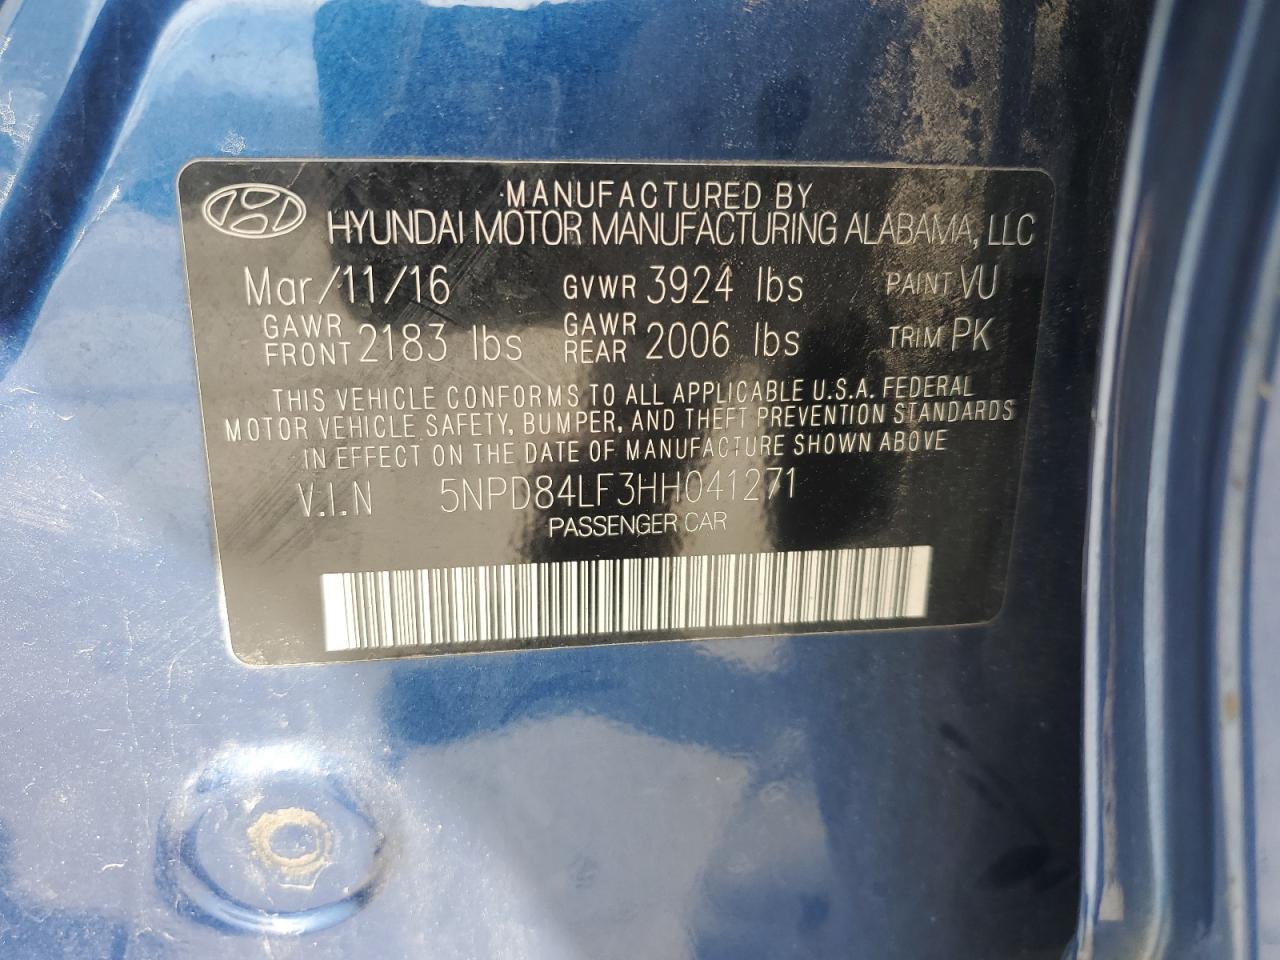 MANUFACTURED BY
HYUNDAI MOTOR MANUFACTURING ALABAMA, LLC
Mar/11/16 GVWR 3924 lbs PAINT VU
GAWR FRONT 2183 lbs GAWR REAR 2006 lbs TRIM PK
THIS VEHICLE CONFORMS TO ALL APPLICABLE U.S.A. FEDERAL
MOTOR VEHICLE SAFETY, BUMPER, AND THEFT PREVENTION STANDARDS
IN EFFECT ON THE DATE OF MANUFACTURE SHOWN ABOVE
V.I.N 5NPD84LF3HH041271
PASSENGER CAR